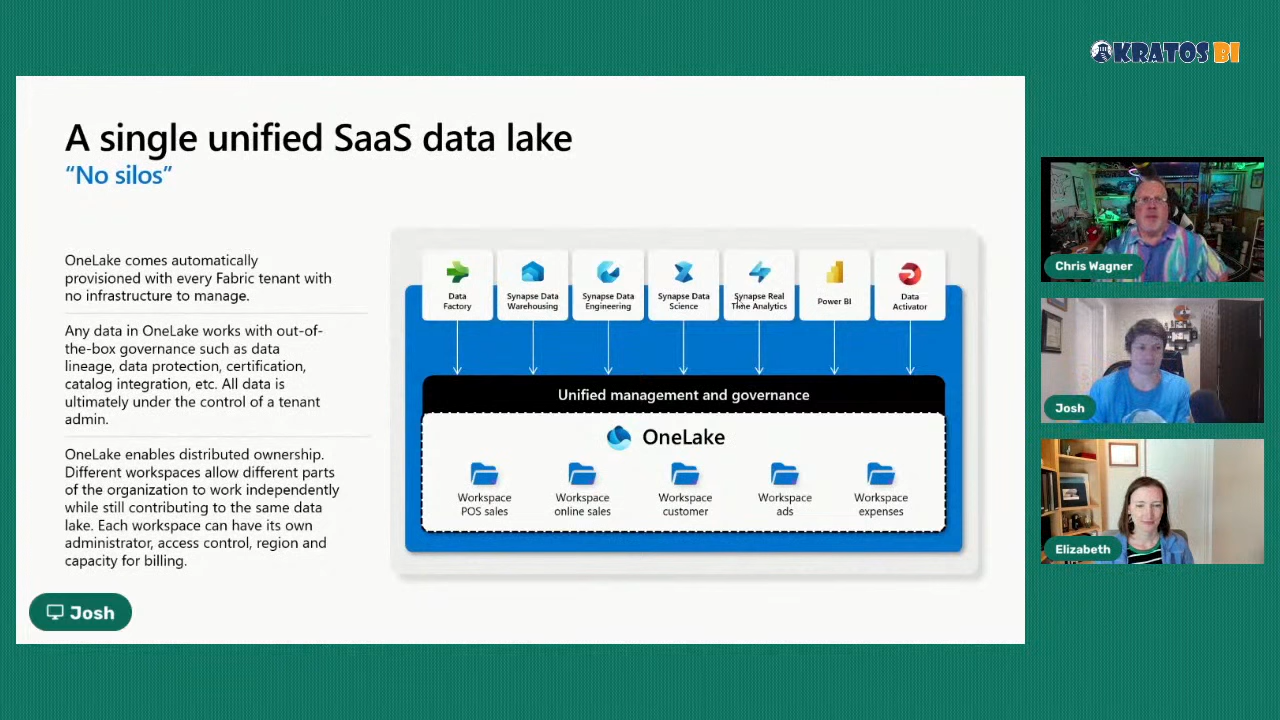 KRATOS BI
A single unified SaaS data lake
“No silos”
OneLake comes automatically
provisioned with every Fabric tenant with
no infrastructure to manage.
Any data in OneLake works with out-of-
the-box governance such as data
lineage, data protection, certification,
catalog integration, etc. All data is
ultimately under the control of a tenant
admin.
OneLake enables distributed ownership.
Different workspaces allow different parts
of the organization to work independently
while still contributing to the same data
lake. Each workspace can have its own
administrator, access control, region and
capacity for billing.
Data
Factory
Synapse Data
Warehousing
Synapse Data
Engineering
Synapse Data
Science
Synapse Real
Time Analytics
Power BI
Data
Activator
Unified management and governance
OneLake
Workspace
POS sales
Workspace
online sales
Workspace
customer
Workspace
ads
Workspace
expenses
Josh
Chris Wagner
Josh
Elizabeth